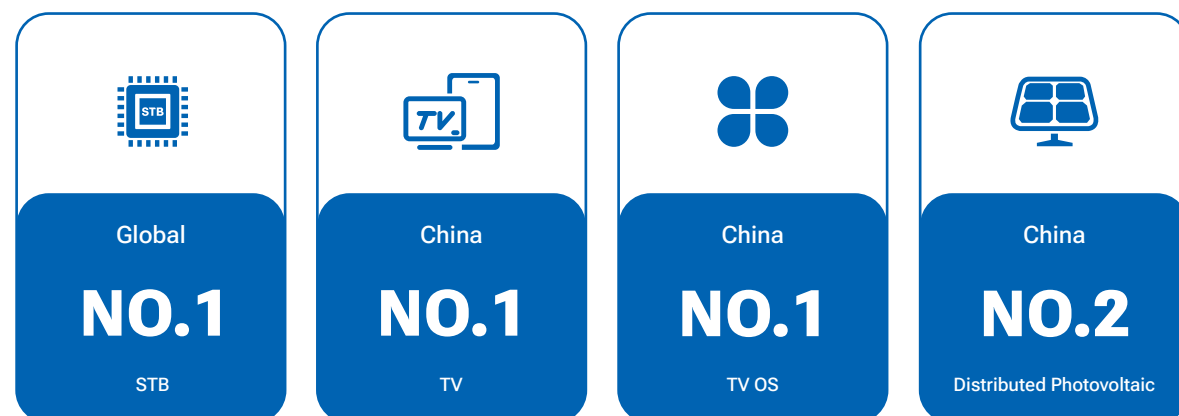 STB
TV
Global
NO.1
STB
China
NO.1
TV
China
NO.1
TV OS
China
NO.2
Distributed Photovoltaic